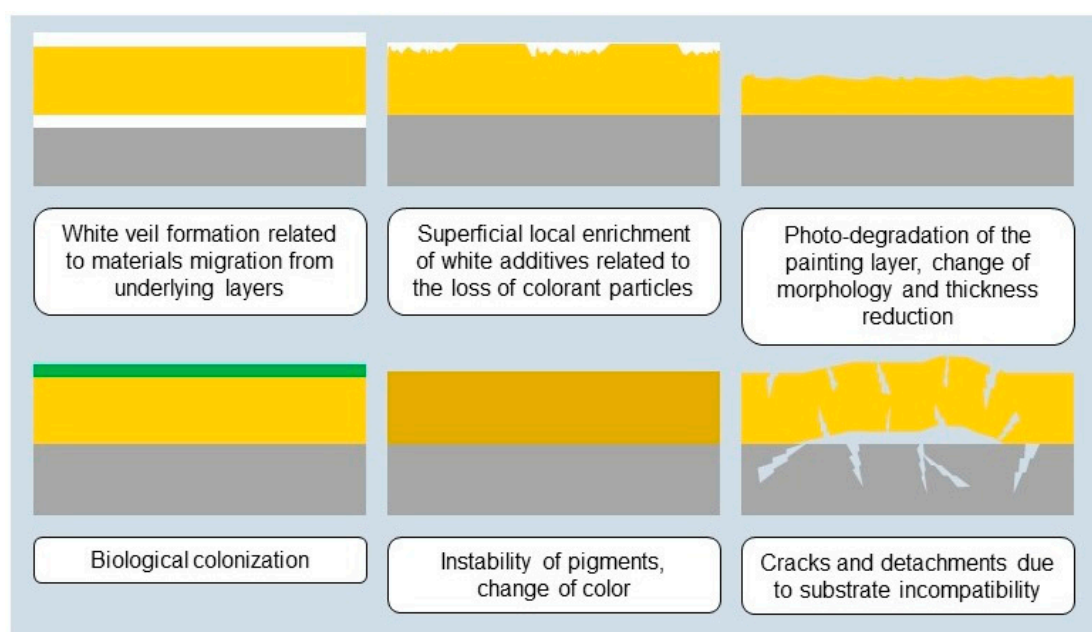 White veil formation related
to materials migration from
underlying layers
Superficial local enrichment
of white additives related to
the loss of colorant particles
Photo-degradation of the
painting layer, change of
morphology and thickness
reduction
Biological colonization
Instability of pigments,
change of color
Cracks and detachments due
to substrate incompatibility